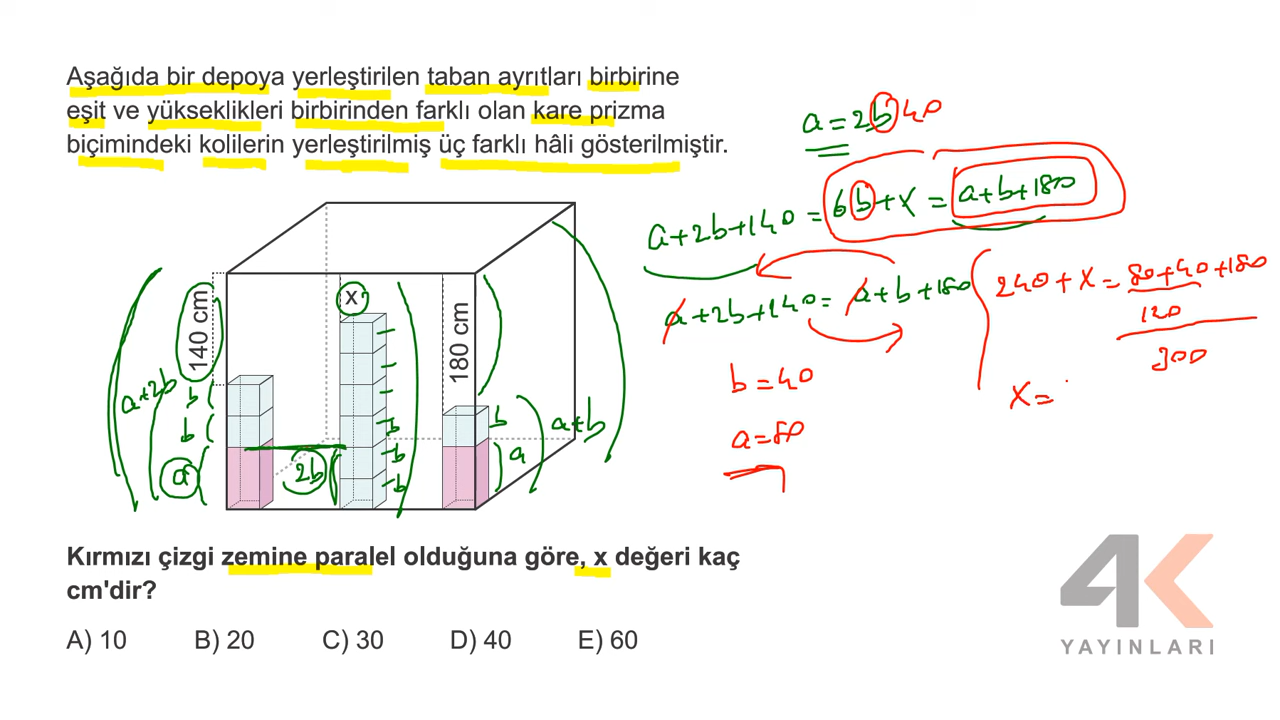 Aşağıda bir depoya yerleştirilen taban ayrıtları birbirine
eşit ve yükseklikleri birbirinden farklı olan kare prizma
biçimindeki kolilerin yerleştirilmiş üç farklı hâli gösterilmiştir.
a = 2b 40
a+2b+140 = 6b+x = a+b+180
a+2b+140 = a+b+180
b = 40
a = 80
240 + x = 80+40+180
120
300
x =
140 cm
x
180 cm
a+2b
b
b
a
2b
b
b
b
b
a
a+b
Kırmızı çizgi zemine paralel olduğuna göre, x değeri kaç
cm'dir?
A) 10 B) 20 C) 30 D) 40 E) 60
4K
YAYINLARI